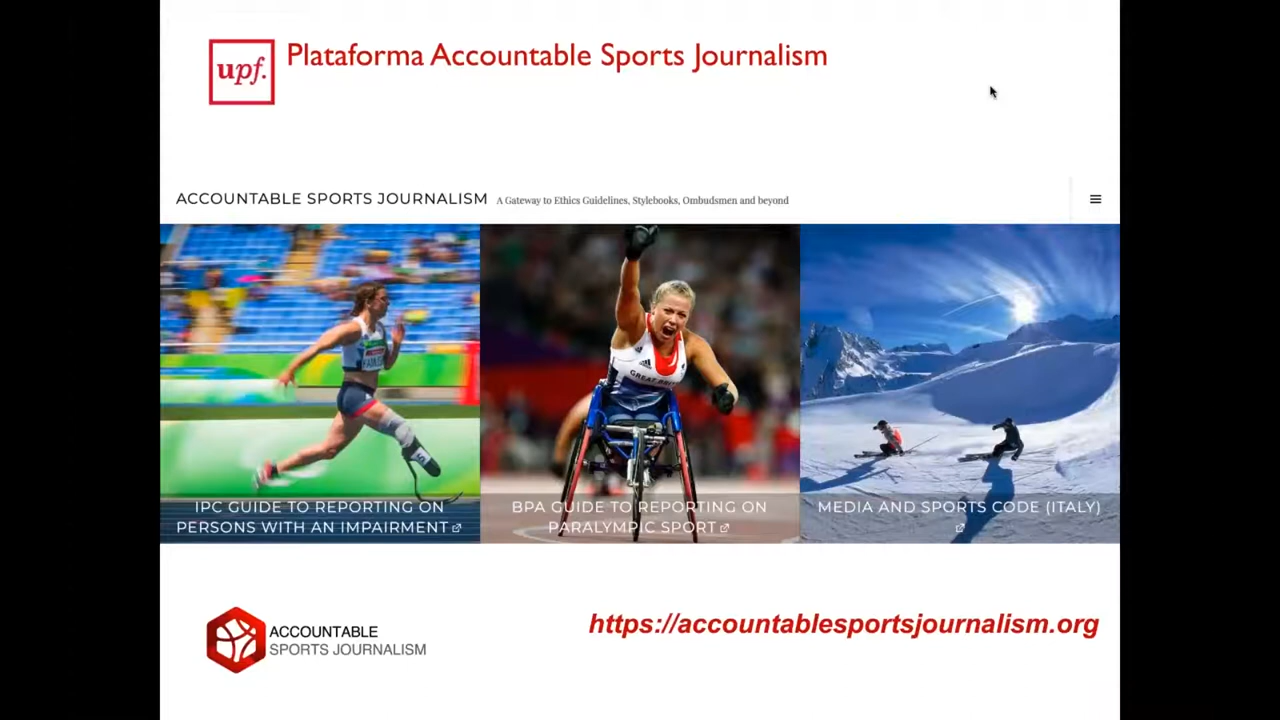 upf.
Plataforma Accountable Sports Journalism
ACCOUNTABLE SPORTS JOURNALISM A Gateway to Ethics Guidelines, Stylebooks, Ombudsmen and beyond
GREAT BRI
IPC GUIDE TO REPORTING ON
PERSONS WITH AN IMPAIRMENT
BPA GUIDE TO REPORTING ON
PARALYMPIC SPORT
MEDIA AND SPORTS CODE (ITALY)
ACCOUNTABLE
SPORTS JOURNALISM
https://accountablesportsjournalism.org